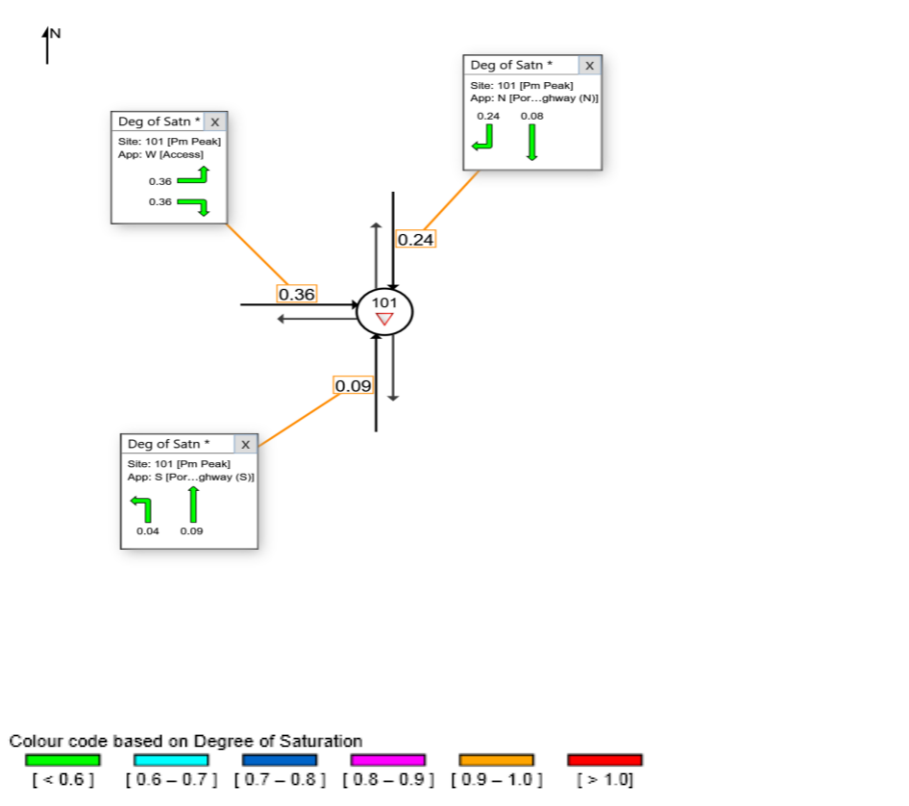 N
Deg of Satn * X
Site: 101 [Pm Peak]
App: N [Por...ghway (N)]
0.24 0.08
Deg of Satn * X
Site: 101 [Pm Peak]
App: W [Access]
0.36
0.36
0.24
0.36
101
0.09
Deg of Satn * X
Site: 101 [Pm Peak]
App: S [Por...ghway (S)]
0.04 0.09
Colour code based on Degree of Saturation
[ < 0.6 ] [ 0.6 – 0.7 ] [ 0.7 – 0.8 ] [ 0.8 – 0.9 ] [ 0.9 – 1.0 ] [ > 1.0]